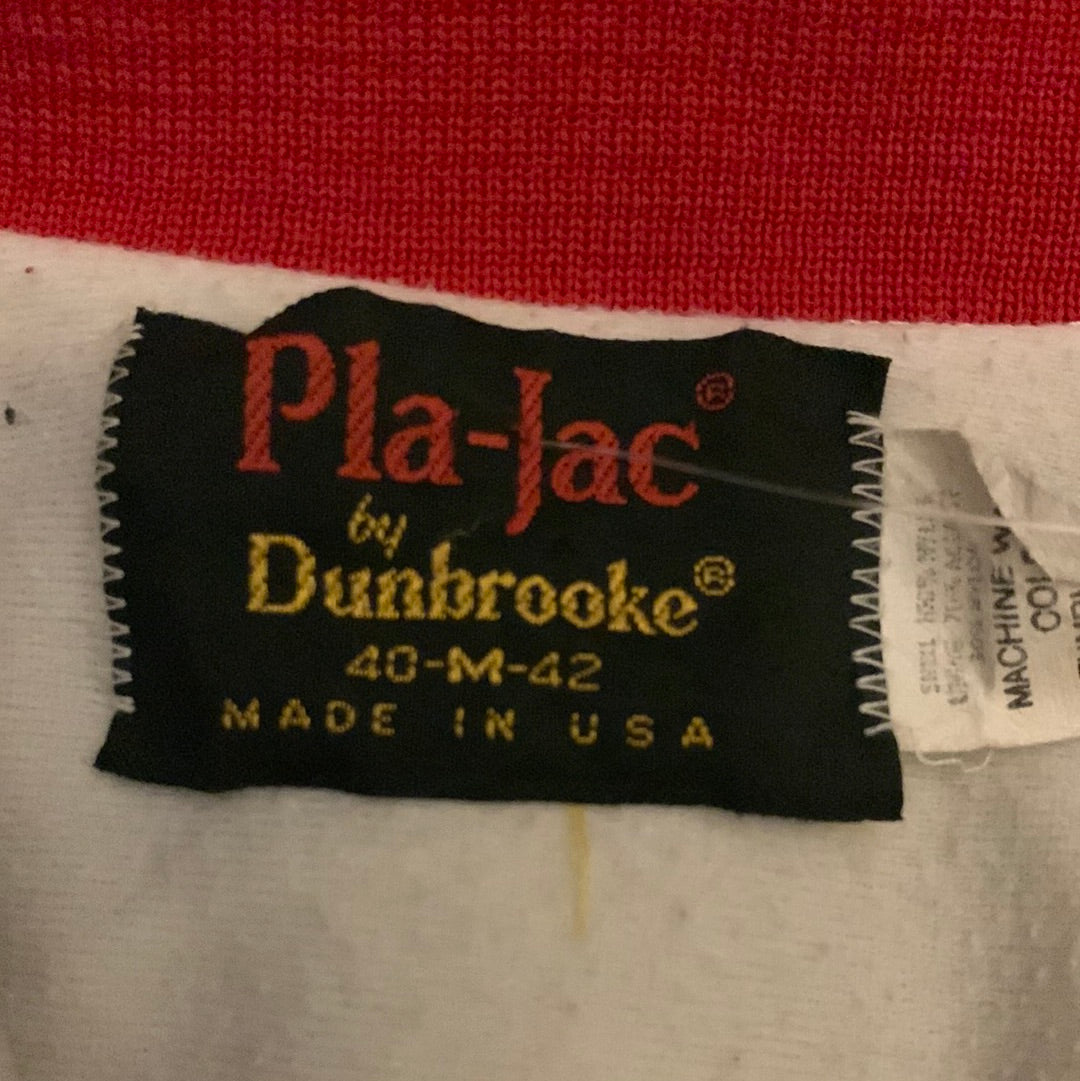 Pla-Jac®
by
Dunbrooke®
40-M-42
MADE IN USA
MACHINE W